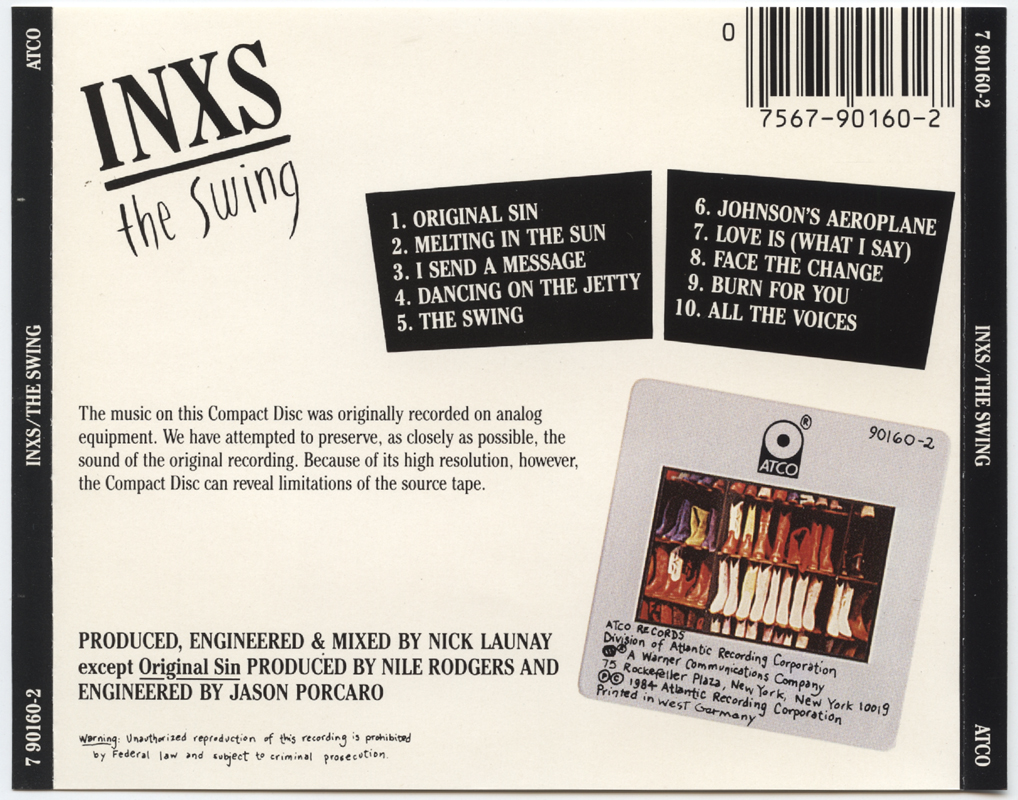 ATCO
INXS/THE SWING
7 90160-2
INXS
the swing
0
7567-90160-2
1. ORIGINAL SIN
2. MELTING IN THE SUN
3. I SEND A MESSAGE
4. DANCING ON THE JETTY
5. THE SWING
6. JOHNSON'S AEROPLANE
7. LOVE IS (WHAT I SAY)
8. FACE THE CHANGE
9. BURN FOR YOU
10. ALL THE VOICES
The music on this Compact Disc was originally recorded on analog
equipment. We have attempted to preserve, as closely as possible, the
sound of the original recording. Because of its high resolution, however,
the Compact Disc can reveal limitations of the source tape.
®
ATCO
90160-2
ATCO RECORDS
Division of Atlantic Recording Corporation
A Warner Communications Company
75 Rockefeller Plaza, New York, New York 10019
℗© 1984 Atlantic Recording Corporation
Printed in West Germany
PRODUCED, ENGINEERED & MIXED BY NICK LAUNAY
except Original Sin PRODUCED BY NILE RODGERS AND
ENGINEERED BY JASON PORCARO
Warning: Unauthorized reproduction of this recording is prohibited
by Federal law and subject to criminal prosecution.
7 90160-2
INXS/THE SWING
ATCO